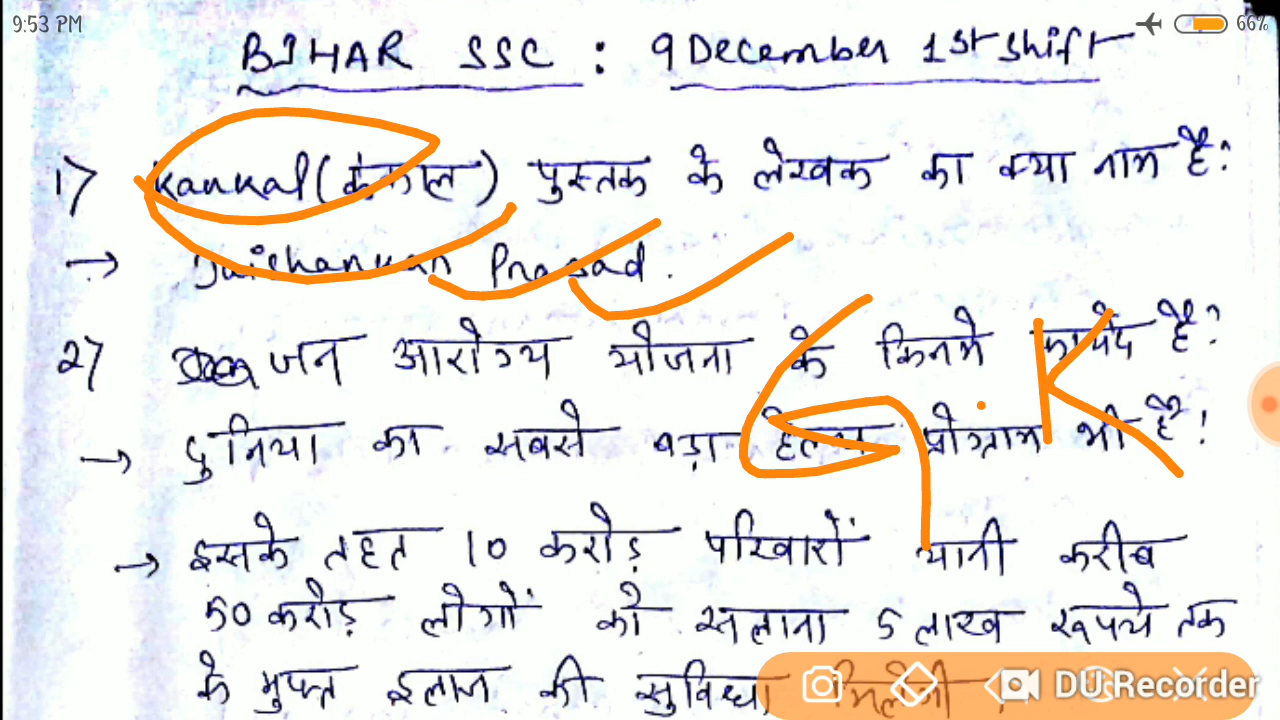 9:53 PM
66%
BIHAR SSC : 9 December 1st shift
1) Kankal (कंकाल) पुस्तक के लेखक का क्या नाम है?
→ Jaishankar Prasad.
2) जन आरोग्य योजना के कितने फायदे है?
→ दुनिया का सबसे बड़ा हेल्थ प्रोग्राम भी है!
→ इसके तहत 10 करोड़ परिवारों यानी करीब
50 करोड़ लोगों को सलाना 5 लाख रूपये तक
के मुफ्त इलाज की सुविधा मिलेगी
G.K
DU Recorder